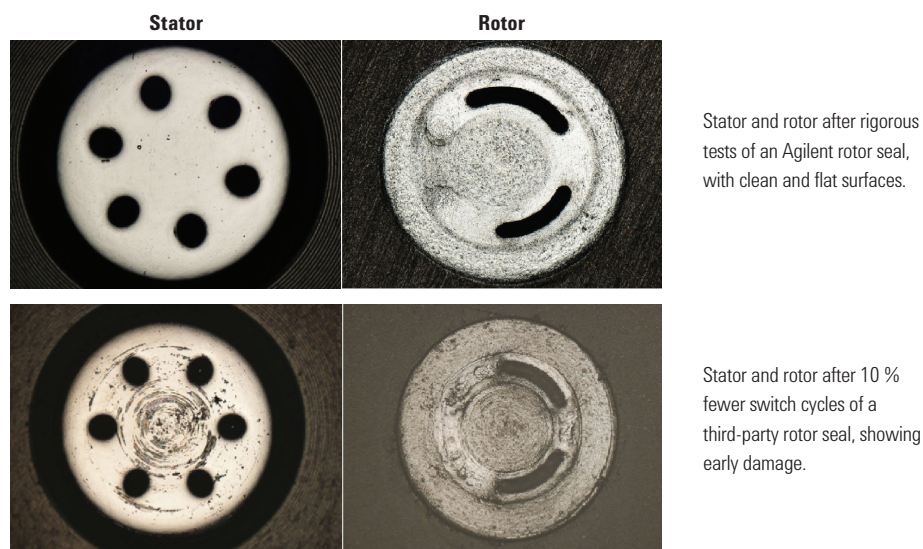 Stator
Rotor
Stator and rotor after rigorous
tests of an Agilent rotor seal,
with clean and flat surfaces.
Stator and rotor after 10 %
fewer switch cycles of a
third-party rotor seal, showing
early damage.